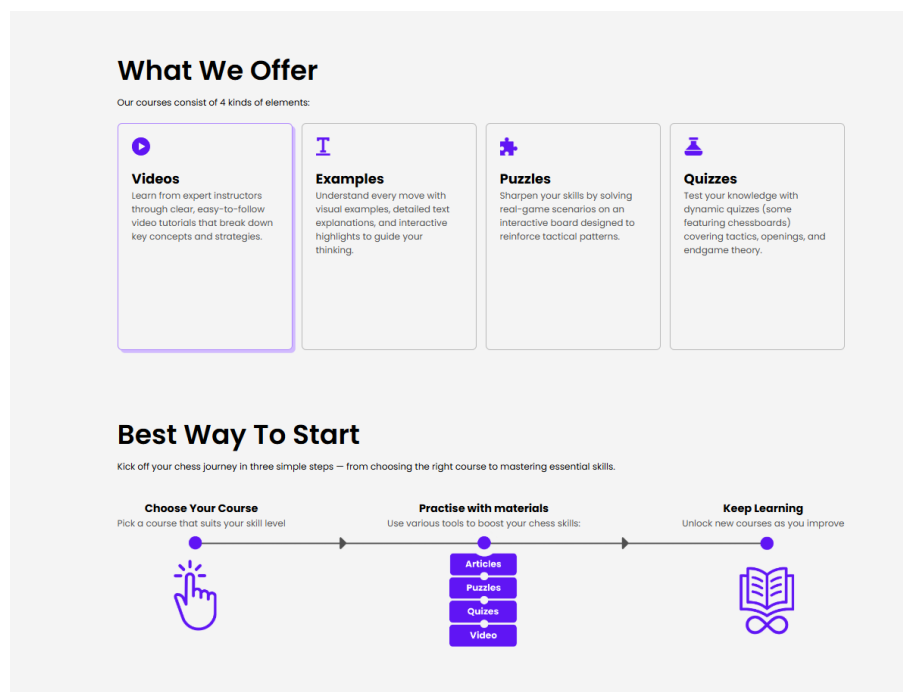 What We Offer
Our courses consist of 4 kinds of elements:
Videos
Learn from expert instructors
through clear, easy-to-follow
video tutorials that break down
key concepts and strategies.
Examples
Understand every move with
visual examples, detailed text
explanations, and interactive
highlights to guide your
thinking.
Puzzles
Sharpen your skills by solving
real-game scenarios on an
interactive board designed to
reinforce tactical patterns.
Quizzes
Test your knowledge with
dynamic quizzes (some
featuring chessboards)
covering tactics, openings, and
endgame theory.
Best Way To Start
Kick off your chess journey in three simple steps — from choosing the right course to mastering essential skills.
Choose Your Course
Pick a course that suits your skill level
Practise with materials
Use various tools to boost your chess skills:
Articles
Puzzles
Quizes
Video
Keep Learning
Unlock new courses as you improve